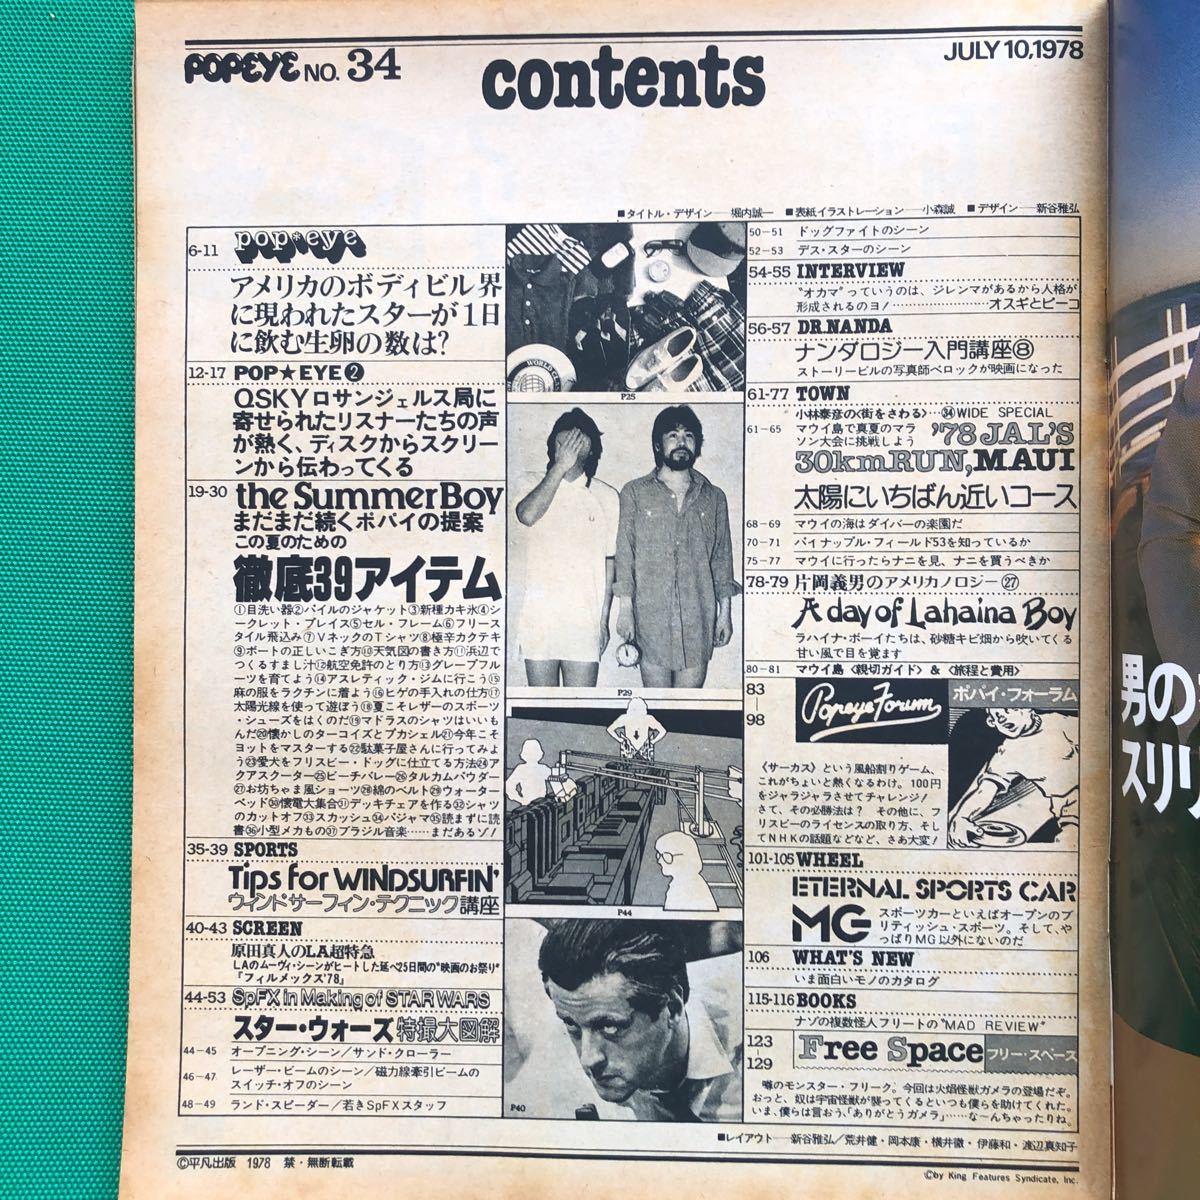 POPEYE NO. 34
contents
JULY 10,1978
■タイトル・デザイン──堀内誠一 ■表紙イラストレーション──小森誠 ■デザイン──新谷雅弘
6-11 pop*eye
アメリカのボディビル界
に現われたスターが1日
に飲む生卵の数は?
12-17 POP★EYE❷
QSKYロサンジェルス局に
寄せられたリスナーたちの声
が熱く、ディスクからスクリー
ンから伝わってくる
19-30 the Summer Boy
まだまだ続くポパイの提案
この夏のための
徹底39アイテム
①目洗い器②パイルのジャケット③新種カキ氷④シ
ークレット・プレイス⑤セル・フレーム⑥フリース
タイル飛込み⑦VネックのTシャツ⑧極辛カクテキ
⑨ボートの正しいこぎ方⑩天気図の書き方⑪浜辺で
つくるすまし汁⑫航空免許のとり方⑬グレープフル
ーツを育てよう⑭アスレティック・ジムに行こう⑮
麻の服をラクチンに着よう⑯ヒゲの手入れの仕方⑰
太陽光線を使って遊ぼう⑱夏こそレザーのスポーツ
・シューズをはくのだ⑲マドラスのシャツはいいも
んだ⑳懐かしのターコイズとプカシェル㉑今年こそ
ヨットをマスターする㉒駄菓子屋さんに行ってみよ
う㉓愛犬をフリスビー・ドッグに仕立てる方法㉔ア
クアスクーター㉕ビーチバレー㉖タルカムパウダー
㉗お坊ちゃま風ショーツ㉘綿のベルト㉙ウォーター
ベッド㉚懐電大集合㉛デッキチェアを作る㉜シャツ
のカットオフ㉝スカッシュ㉞パジャマ㉟読まずに読
書㊱小型メカもの㊲ブラジル音楽……まだあるゾ!
35-39 SPORTS
Tips for WINDSURFIN'
ウィンドサーフィン・テクニック講座
40-43 SCREEN
原田真人のLA超特急
LAのムーヴィ・シーンがヒートした延べ25日間の"映画のお祭り"
「フィルメックス'78」
44-53 SpFX in Making of STAR WARS
スター・ウォーズ特撮大図解
44-45 オープニング・シーン/サンド・クローラー
46-47 レーザー・ビームのシーン/磁力線牽引ビームの
スイッチ・オフのシーン
48-49 ランド・スピーダー/若きSpFXスタッフ
P25
P29
P44
P40
50-51 ドッグファイトのシーン
52-53 デス・スターのシーン
54-55 INTERVIEW
"オカマ"っていうのは、ジレンマがあるから人格が
形成されるのヨ!────オスギとピーコ
56-57 DR.NANDA
ナンダロジー入門講座⑧
ストーリービルの写真師ベロックが映画になった
61-77 TOWN
小林泰彦の〈街をさわる〉…㉞WIDE SPECIAL
61-65 マウイ島で真夏のマラ
ソン大会に挑戦しよう
'78 JAL'S
30kmRUN, MAUI
太陽にいちばん近いコース
68-69 マウイの海はダイバーの楽園だ
70-71 パイナップル・フィールド53を知っているか
75-77 マウイに行ったらナニを見、ナニを買うべきか
78-79 片岡義男のアメリカノロジー㉗
A day of Lahaina Boy
ラハイナ・ボーイたちは、砂糖キビ畑から吹いてくる
甘い風で目を覚ます
80-81 マウイ島〈親切ガイド〉&〈旅程と費用〉
83
|
98
Popeye Forum
ポパイ・フォーラム
《サーカス》という風船割りゲーム、
これがちょいと熱くなるわけ。100円
をジャラジャラさせてチャレンジ!
さて、その必勝法は? その他に、フ
リスビーのライセンスの取り方、そし
てNHKの話題などなど、さあ大変!
101-105 WHEEL
ETERNAL SPORTS CAR
MG
スポーツカーといえばオープンのブ
リティッシュ・スポーツ。そして、や
っぱりMG以外にないのだ
106 WHAT'S NEW
いま面白いモノのカタログ
115-116 BOOKS
ナゾの複数怪人フリートの"MAD REVIEW"
123
|
129
Free Space フリー・スペース
噂のモンスター・フリーク。今回は火焰怪獣ガメラの登場だぞ。
おっと、奴は宇宙怪獣が襲ってくるといつも僕らを助けてくれた。
いま、僕らは言おう、「ありがとうガメラ」……な~んちゃったりね。
■レイアウト──新谷雅弘/荒井健・岡本康・横井徹・伊藤和・渡辺真知子
©平凡出版 1978 禁・無断転載
©by King Features Syndicate, Inc.
男の
スリ